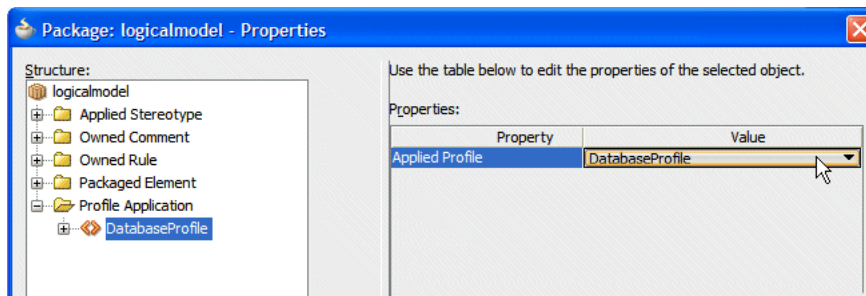 Package: logicalmodel - Properties
Structure:
logicalmodel
Applied Stereotype
Owned Comment
Owned Rule
Packaged Element
Profile Application
DatabaseProfile
Use the table below to edit the properties of the selected object.
Properties:
Property Value
Applied Profile DatabaseProfile